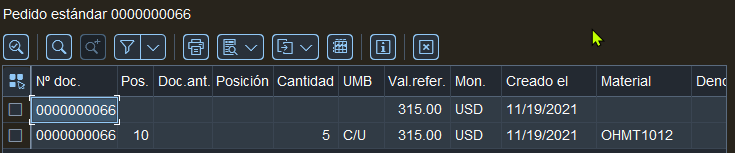 Pedido estándar 0000000066
Nº doc. Pos. Doc.ant. Posición Cantidad UMB Val.refer. Mon. Creado el Material Deno
0000000066 315.00 USD 11/19/2021
0000000066 10 5 C/U 315.00 USD 11/19/2021 OHMT1012